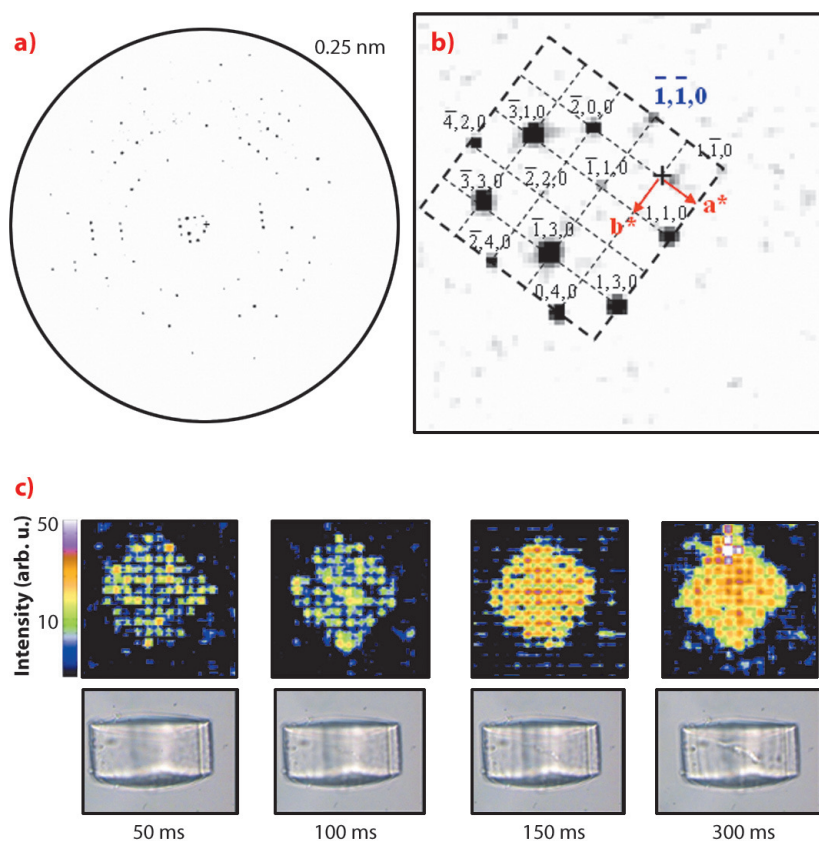 a)
0.25 nm
b)
1̅,1̅,0
4̅,2,0
3̅,1,0
2̅,0,0
1,1̅,0
3̅,3,0
2̅,2,0
1̅,1,0
b*
a*
1,1,0
2̅,4,0
1̅,3,0
0,4,0
1,3,0
c)
Intensity (arb. u.)
50
10
50 ms
100 ms
150 ms
300 ms